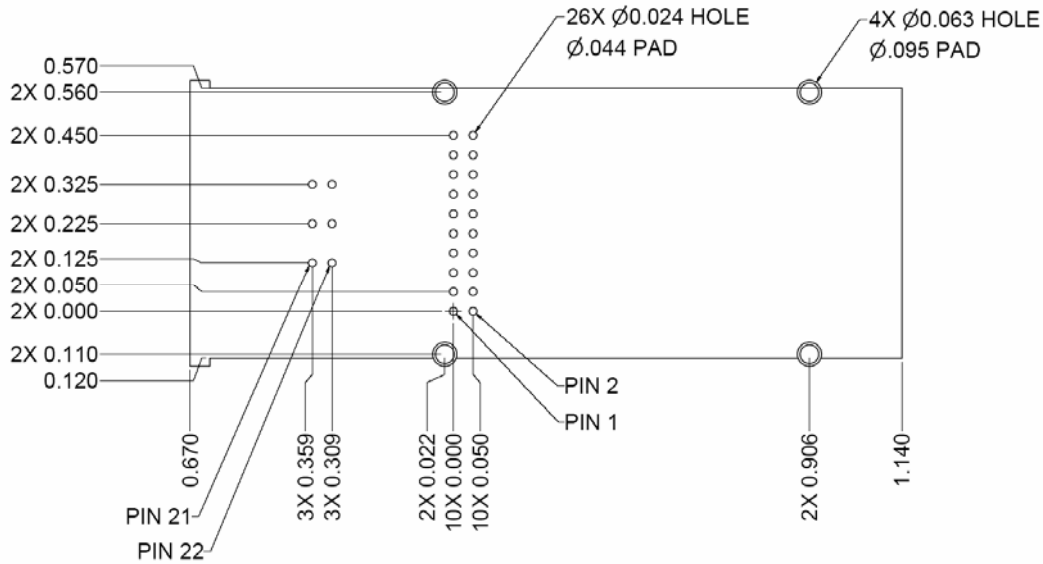 26X Ø0.024 HOLE
Ø.044 PAD
4X Ø0.063 HOLE
Ø.095 PAD
0.570
2X 0.560
2X 0.450
2X 0.325
2X 0.225
2X 0.125
2X 0.050
2X 0.000
2X 0.110
0.120
PIN 2
PIN 1
0.670
3X 0.359
3X 0.309
2X 0.022
10X 0.000
10X 0.050
2X 0.906
1.140
PIN 21
PIN 22